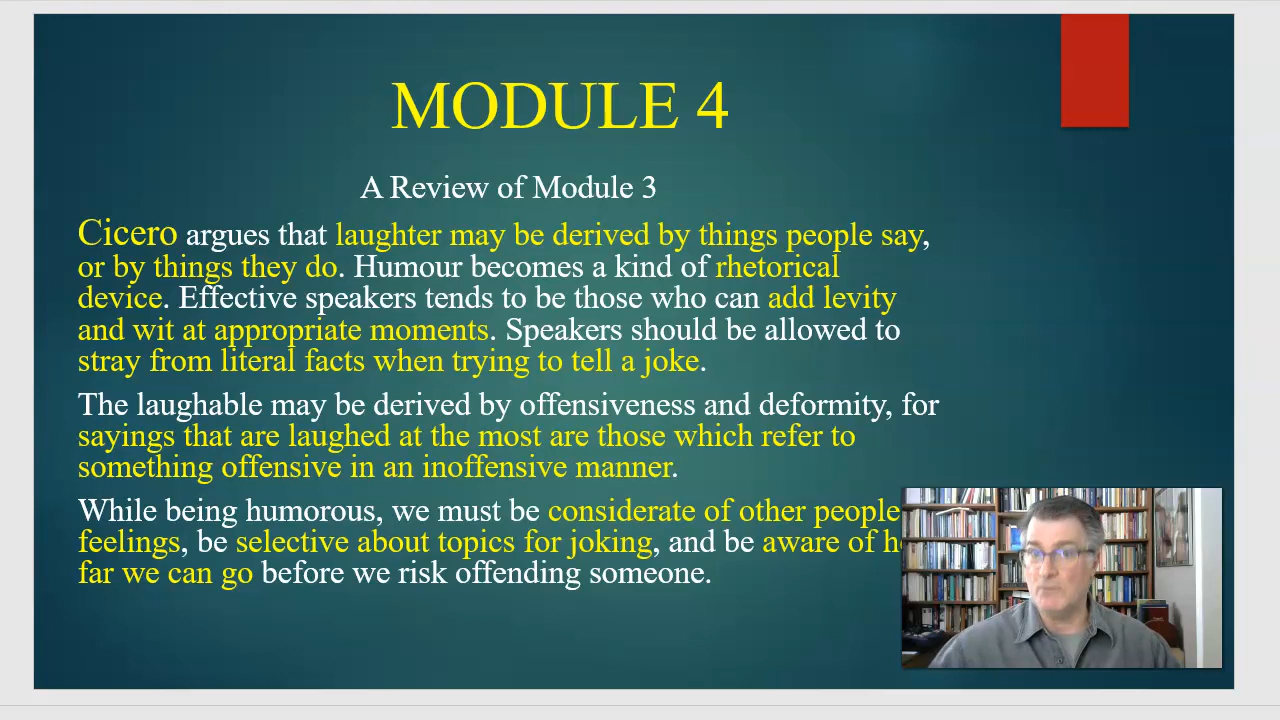 MODULE 4
A Review of Module 3
Cicero argues that laughter may be derived by things people say,
or by things they do. Humour becomes a kind of rhetorical
device. Effective speakers tends to be those who can add levity
and wit at appropriate moments. Speakers should be allowed to
stray from literal facts when trying to tell a joke.
The laughable may be derived by offensiveness and deformity, for
sayings that are laughed at the most are those which refer to
something offensive in an inoffensive manner.
While being humorous, we must be considerate of other people
feelings, be selective about topics for joking, and be aware of
far we can go before we risk offending someone.